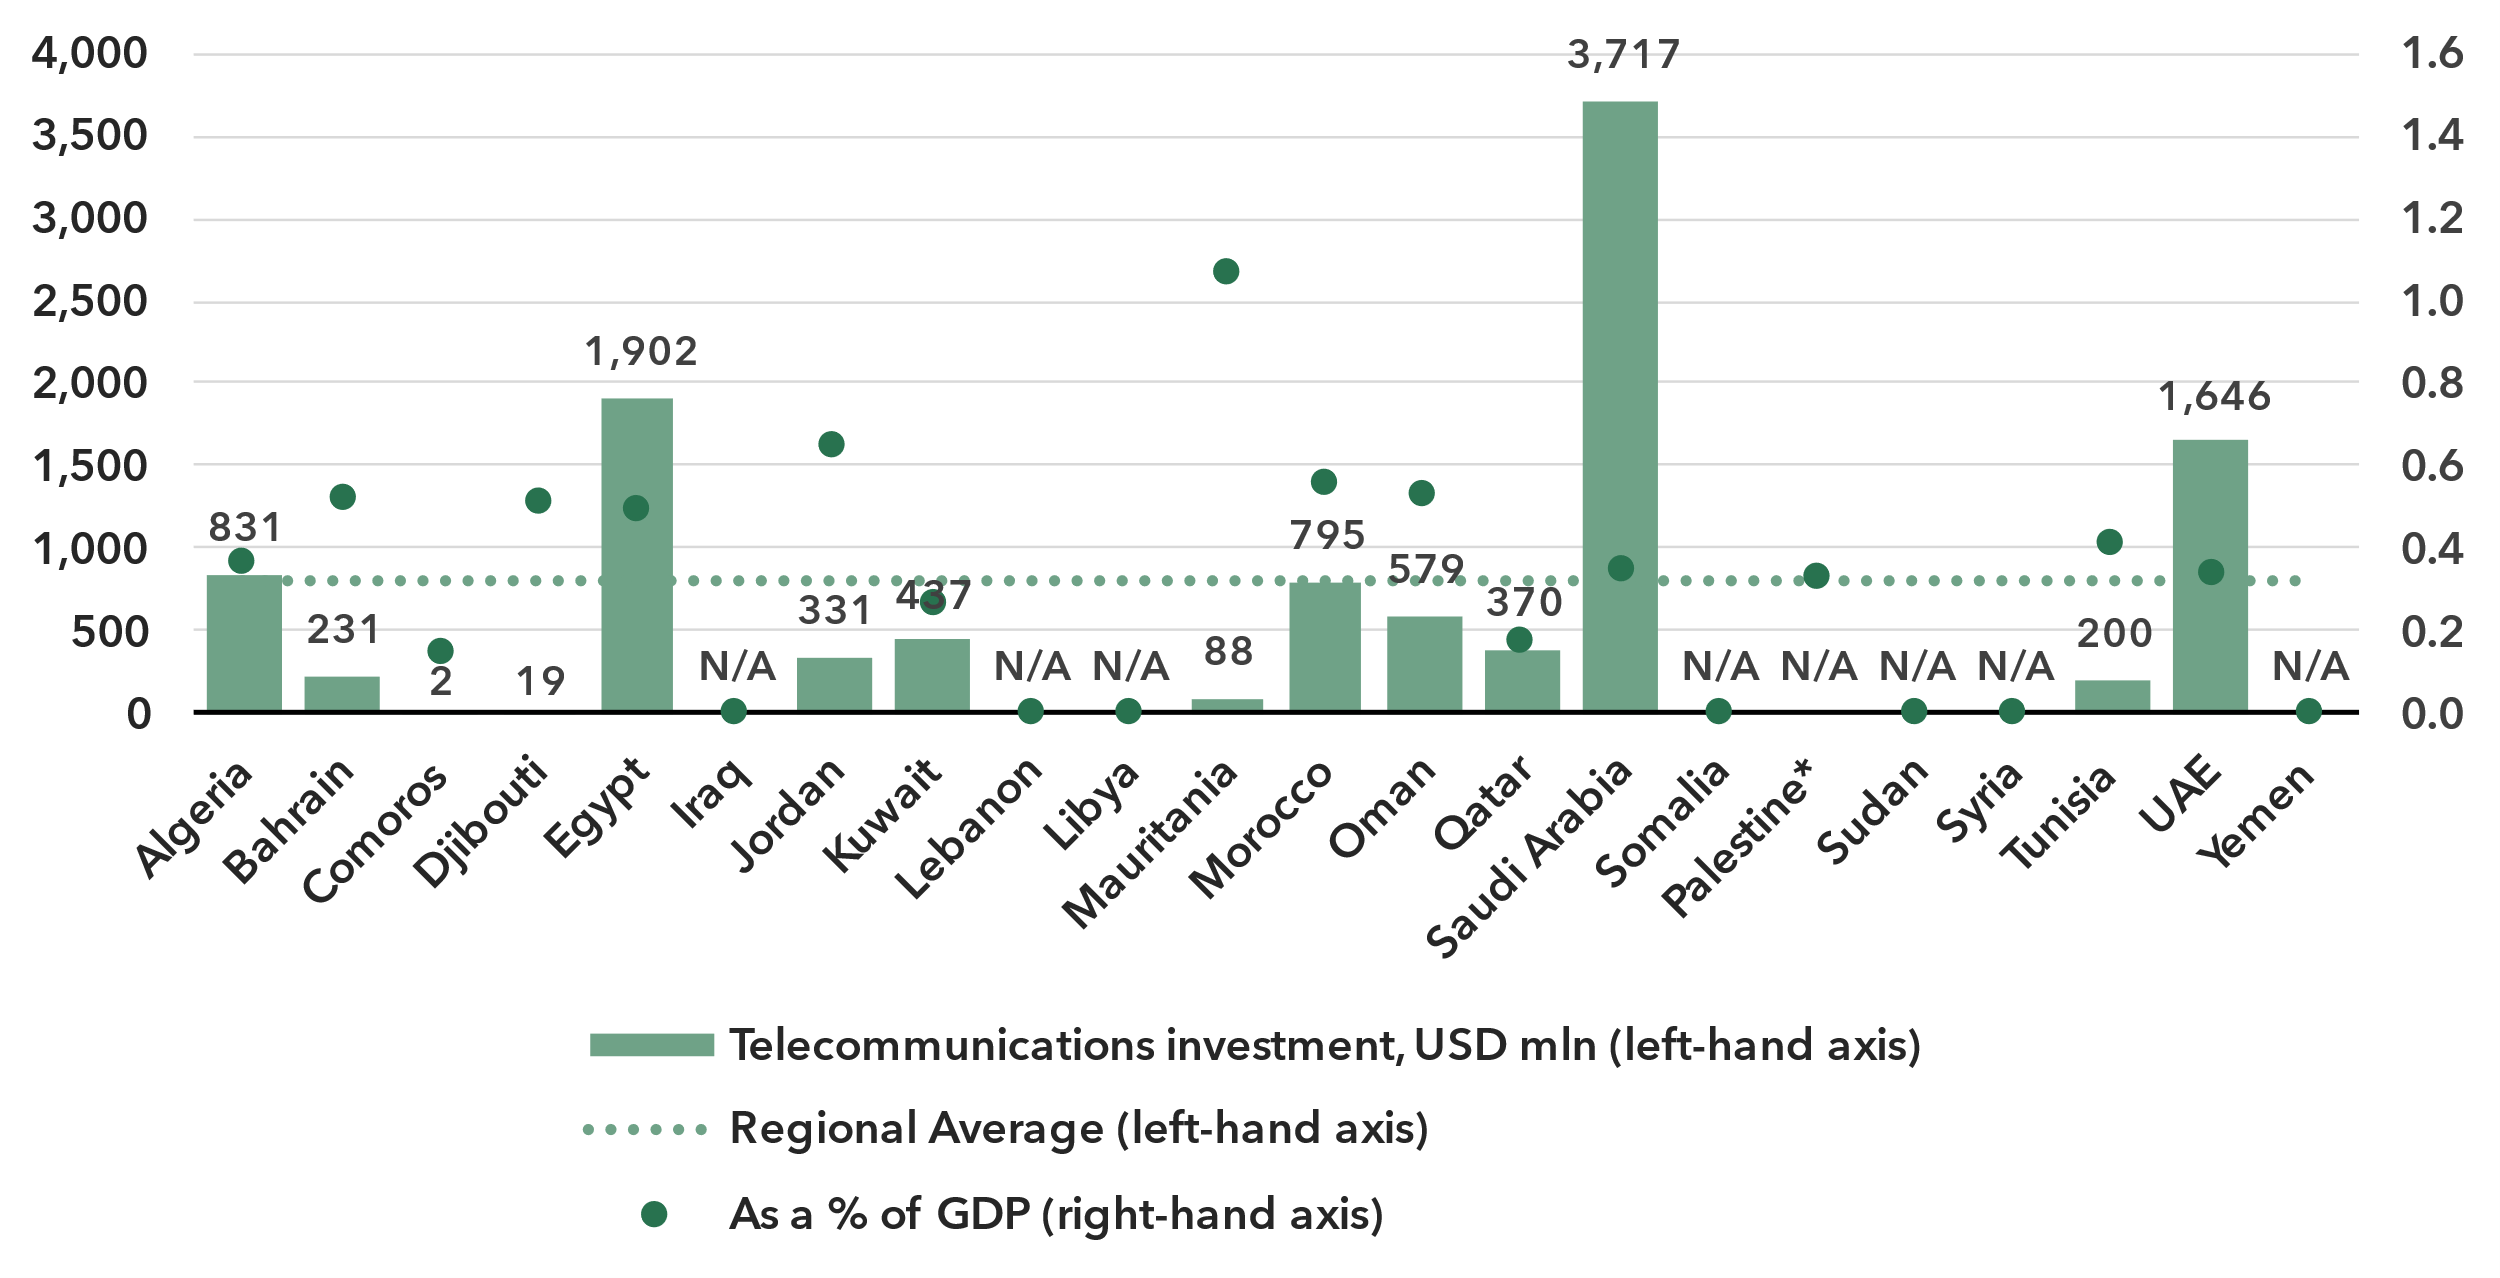 4,000
3,500
3,000
2,500
2,000
1,500
1,000
500
0
1.6
1.4
1.2
1.0
0.8
0.6
0.4
0.2
0.0
831
231
2
19
1,902
N/A
331
437
N/A
N/A
88
795
579
370
3,717
N/A
N/A
N/A
N/A
200
1,646
N/A
Algeria
Bahrain
Comoros
Djibouti
Egypt
Iraq
Jordan
Kuwait
Lebanon
Libya
Mauritania
Morocco
Oman
Qatar
Saudi Arabia
Somalia
Palestine*
Sudan
Syria
Tunisia
UAE
Yemen
Telecommunications investment, USD mln (left-hand axis)
Regional Average (left-hand axis)
As a % of GDP (right-hand axis)